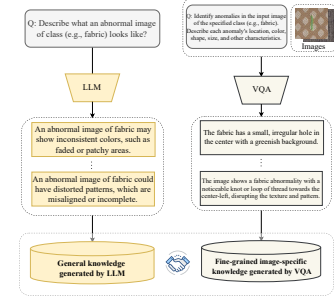 Q: Describe what an abnormal image
of class (e.g., fabric) looks like?
LLM
An abnormal image of fabric may
show inconsistent colors, such as
faded or patchy areas.
An abnormal image of fabric could
have distorted patterns, which are
misaligned or incomplete.
General knowledge
generated by LLM
Q: Identify anomalies in the input image
of the specified class (e.g., fabric).
Describe each anomaly's location, color,
shape, size, and other characteristics.
Images
VQA
The fabric has a small, irregular hole in
the center with a greenish background.
The image shows a fabric abnormality with a
noticeable knot or loop of thread towards the
center-left, disrupting the texture and pattern.
Fine-grained image-specific
knowledge generated by VQA